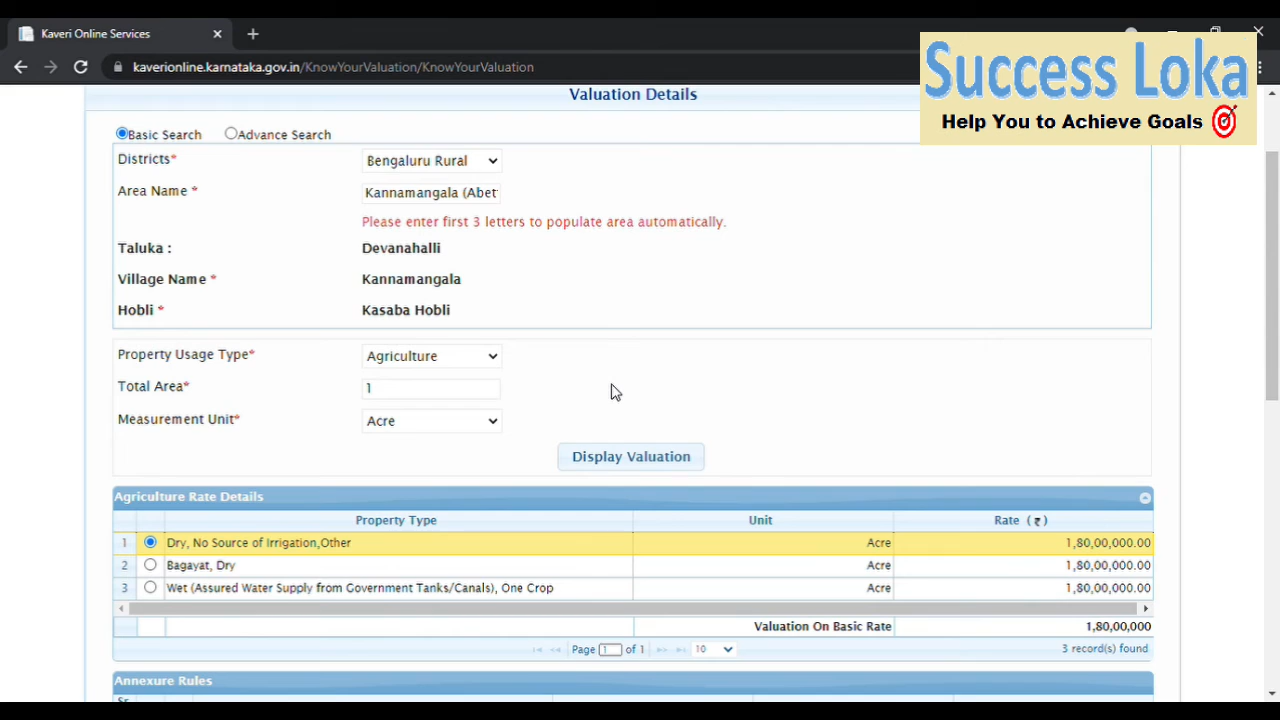 Kaveri Online Services
kaverionline.karnataka.gov.in/KnowYourValuation/KnowYourValuation
Success Loka
Help You to Achieve Goals
Valuation Details
Basic Search Advance Search
Districts* Bengaluru Rural
Area Name * Kannamangala (Abet
Please enter first 3 letters to populate area automatically.
Taluka : Devanahalli
Village Name * Kannamangala
Hobli * Kasaba Hobli
Property Usage Type* Agriculture
Total Area* 1
Measurement Unit* Acre
Display Valuation
Agriculture Rate Details
Property Type Unit Rate (₹)
1 Dry, No Source of Irrigation,Other Acre 1,80,00,000.00
2 Bagayat, Dry Acre 1,80,00,000.00
3 Wet (Assured Water Supply from Government Tanks/Canals), One Crop Acre 1,80,00,000.00
Valuation On Basic Rate 1,80,00,000
Page 1 of 1 10 3 record(s) found
Annexure Rules